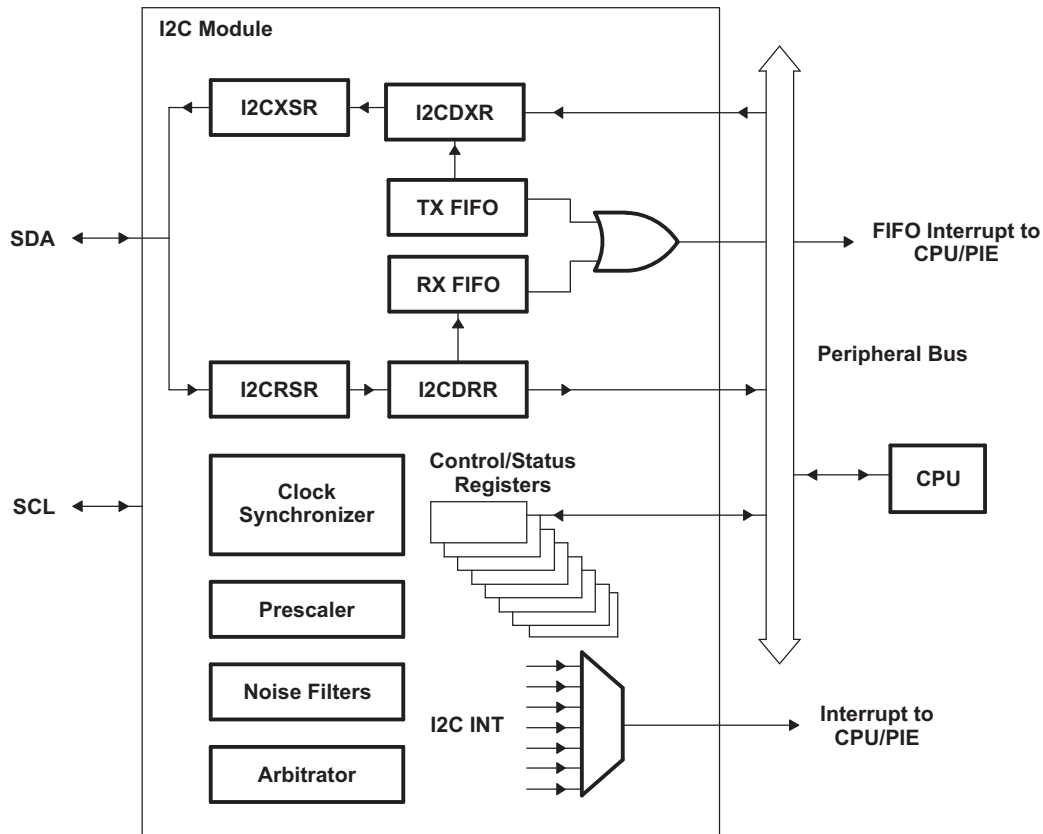 I2C Module
I2CXSR
I2CDXR
TX FIFO
SDA
FIFO Interrupt to
CPU/PIE
RX FIFO
Peripheral Bus
I2CRSR
I2CDRR
Control/Status
Registers
CPU
SCL
Clock
Synchronizer
Prescaler
Noise Filters
I2C INT
Interrupt to
CPU/PIE
Arbitrator